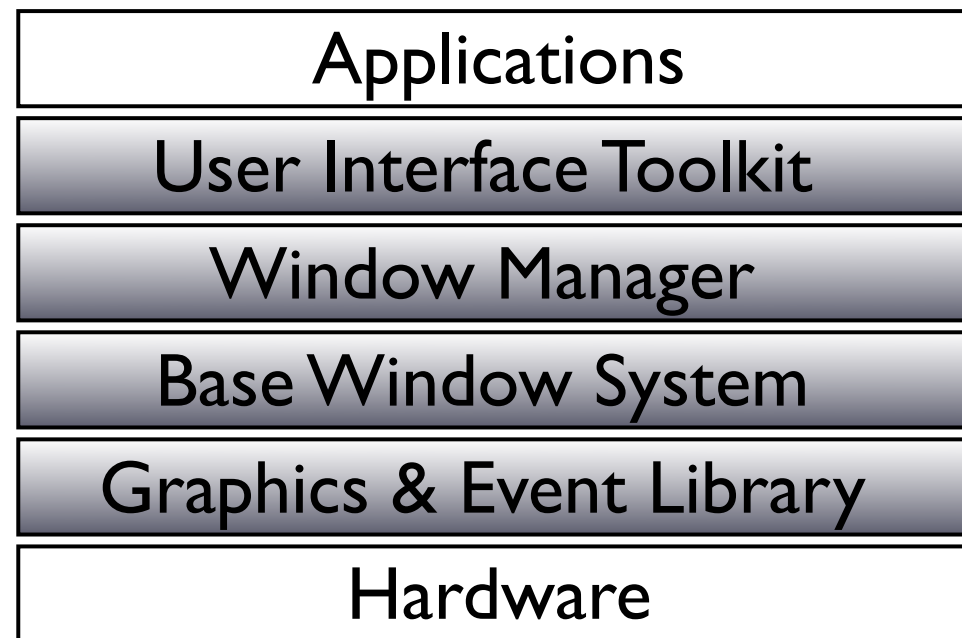 Applications
User Interface Toolkit
Window Manager
Base Window System
Graphics & Event Library
Hardware